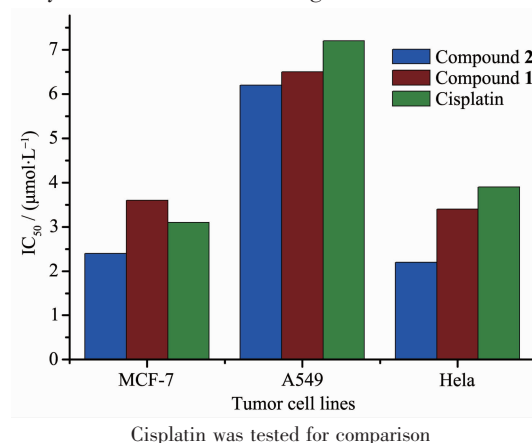 7
6
5
4
3
2
1
0
IC50 / (μmol·L−1)
Compound 2
Compound 1
Cisplatin
MCF-7 A549 Hela
Tumor cell lines
Cisplatin was tested for comparison